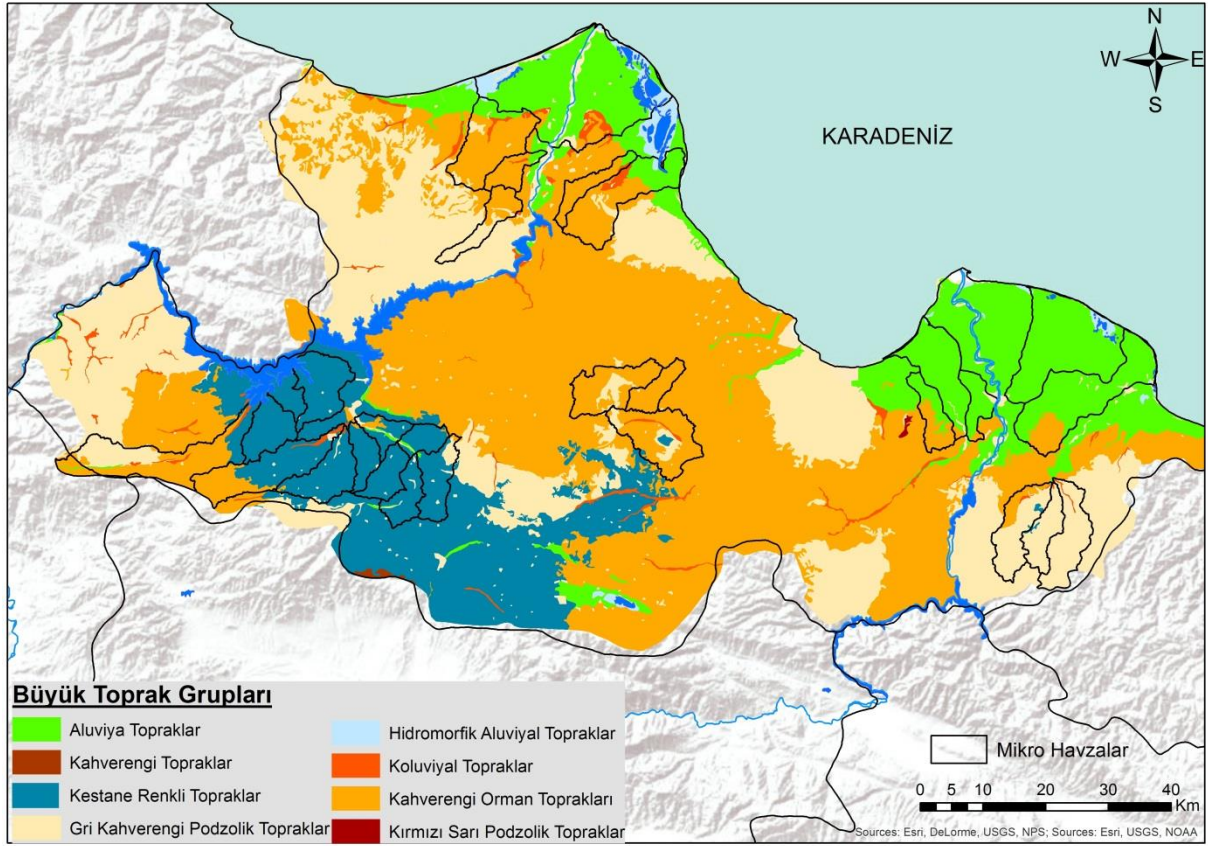 N
W E
S
KARADENİZ
Büyük Toprak Grupları
Aluviya Topraklar
Kahverengi Topraklar
Kestane Renkli Topraklar
Gri Kahverengi Podzolik Topraklar
Hidromorfik Aluviyal Topraklar
Koluviyal Topraklar
Kahverengi Orman Toprakları
Kırmızı Sarı Podzolik Topraklar
Mikro Havzalar
0 5 10 20 30 40
Km
Sources: Esri, DeLorme, USGS, NPS; Sources: Esri, USGS, NOAA